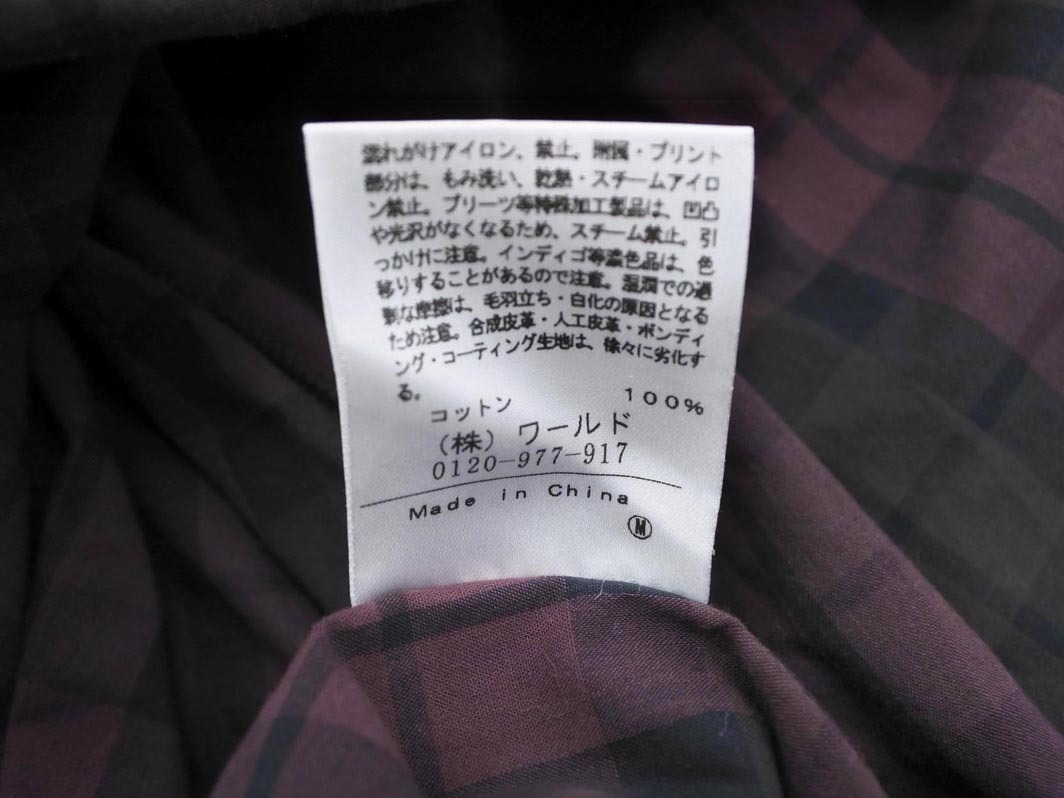 濡れがけアイロン、禁止。附属・プリント
部分は、もみ洗い、乾熱・スチームアイロ
ン禁止。プリーツ等特殊加工製品は、凹凸
や光沢がなくなるため、スチーム禁止。引
っかけに注意。インディゴ等濃色品は、色
移りすることがあるので注意。湿潤での過
剰な摩擦は、毛羽立ち・白化の原因となる
ため注意。合成皮革・人工皮革・ボンディ
ング・コーティング生地は、徐々に劣化す
る。
コットン 100%
(株) ワールド
0120-977-917
Made in China
M